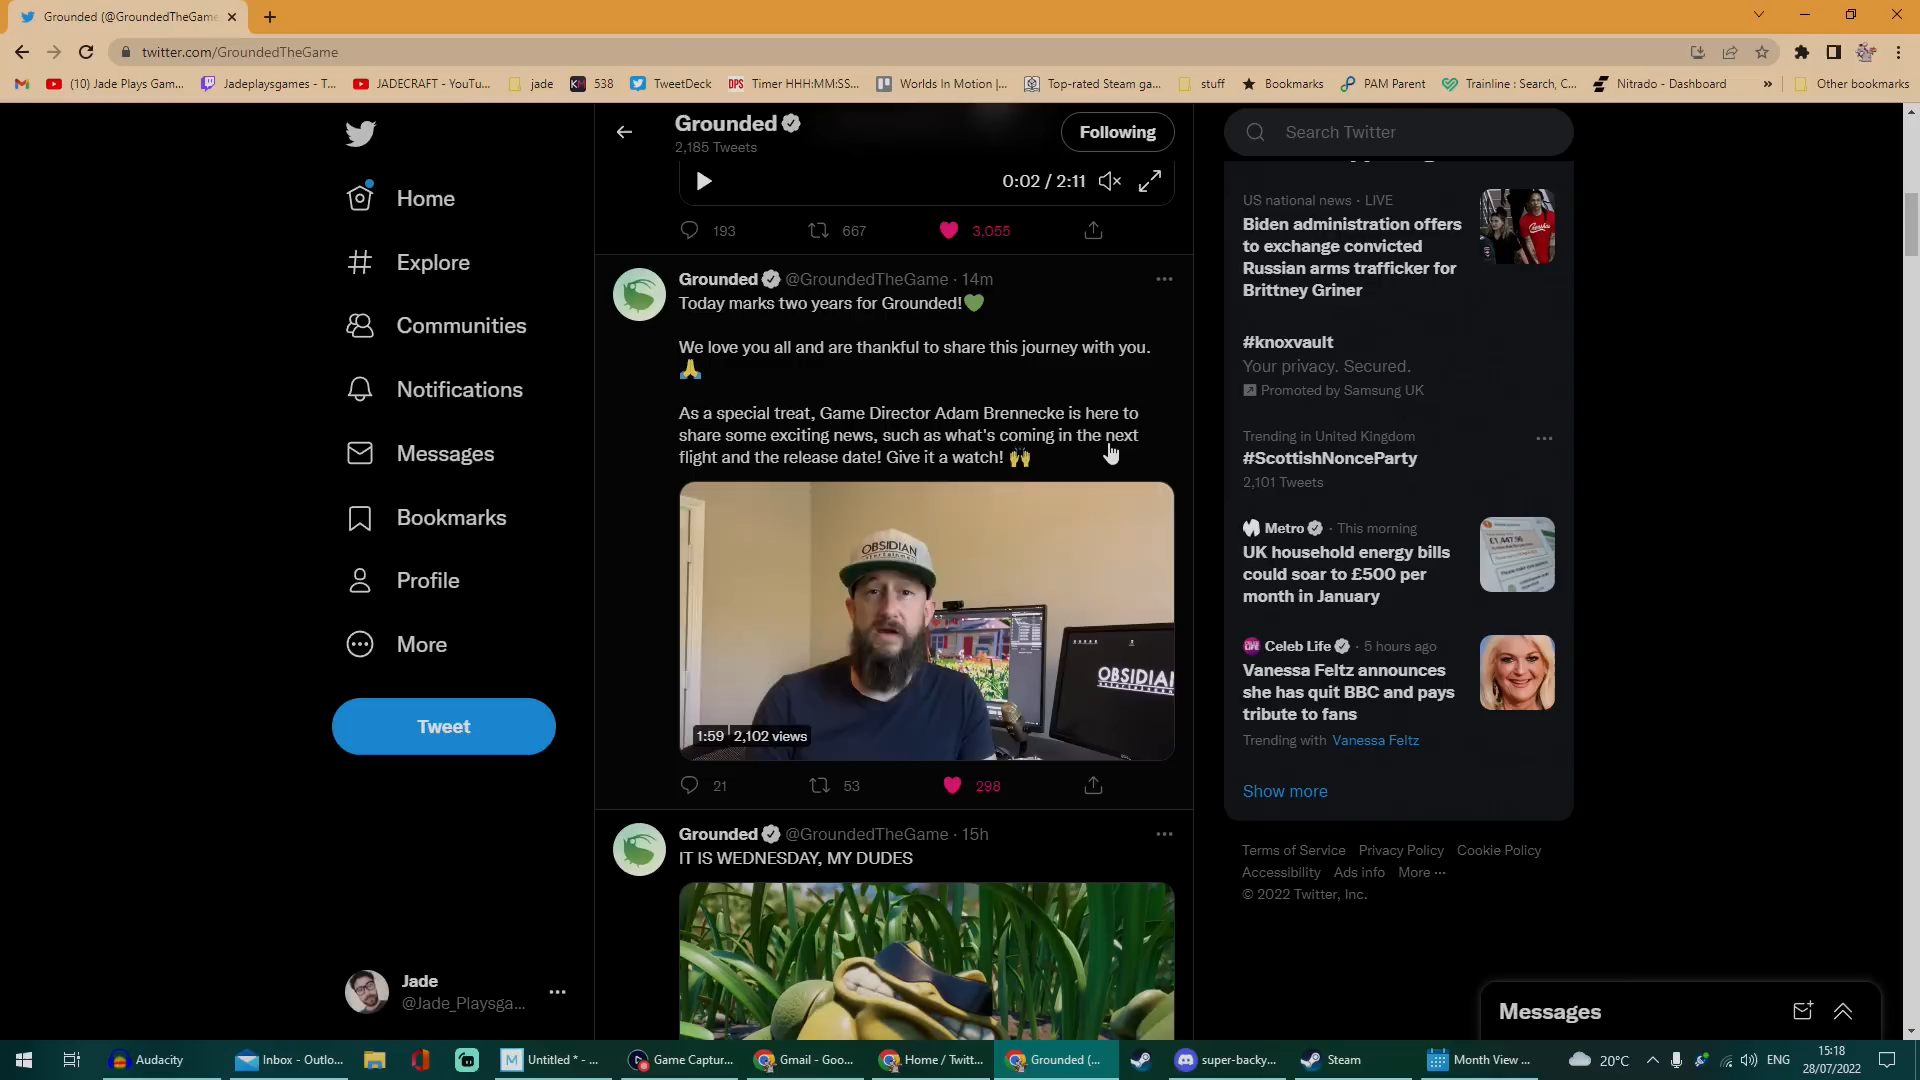 Grounded (@GroundedTheGame
twitter.com/GroundedTheGame
(10) Jade Plays Gam...
Jadeplaysgames - T...
JADECRAFT - YouTu...
jade
538
TweetDeck
DPS
Timer HHH:MM:SS...
Worlds In Motion |...
Top-rated Steam ga...
stuff
Bookmarks
PAM Parent
Trainline : Search, C...
Nitrado - Dashboard
Other bookmarks
Home
Explore
Communities
Notifications
Messages
Bookmarks
Profile
More
Tweet
Jade
@Jade_Playsga...
Grounded
2,185 Tweets
Following
0:02 / 2:11
193
667
3,055
Grounded @GroundedTheGame · 14m
Today marks two years for Grounded!💚
We love you all and are thankful to share this journey with you.
🙏
As a special treat, Game Director Adam Brennecke is here to
share some exciting news, such as what's coming in the next
flight and the release date! Give it a watch! 🙌
OBSIDIAN
OBSIDIAN
1:59
2,102 views
21
53
298
Grounded @GroundedTheGame · 15h
IT IS WEDNESDAY, MY DUDES
Search Twitter
US national news · LIVE
Biden administration offers
to exchange convicted
Russian arms trafficker for
Brittney Griner
#knoxvault
Your privacy. Secured.
Promoted by Samsung UK
Trending in United Kingdom
#ScottishNonceParty
2,101 Tweets
Metro · This morning
UK household energy bills
could soar to £500 per
month in January
Celeb Life · 5 hours ago
Vanessa Feltz announces
she has quit BBC and pays
tribute to fans
Trending with Vanessa Feltz
Show more
Terms of Service Privacy Policy Cookie Policy
Accessibility Ads info More ···
© 2022 Twitter, Inc.
Messages
Audacity
Inbox - Outlo...
Untitled * - ...
Game Captur...
Gmail - Goo...
Home / Twitt...
Grounded (...
super-backy...
Steam
Month View ...
20°C
ENG
15:18
28/07/2022